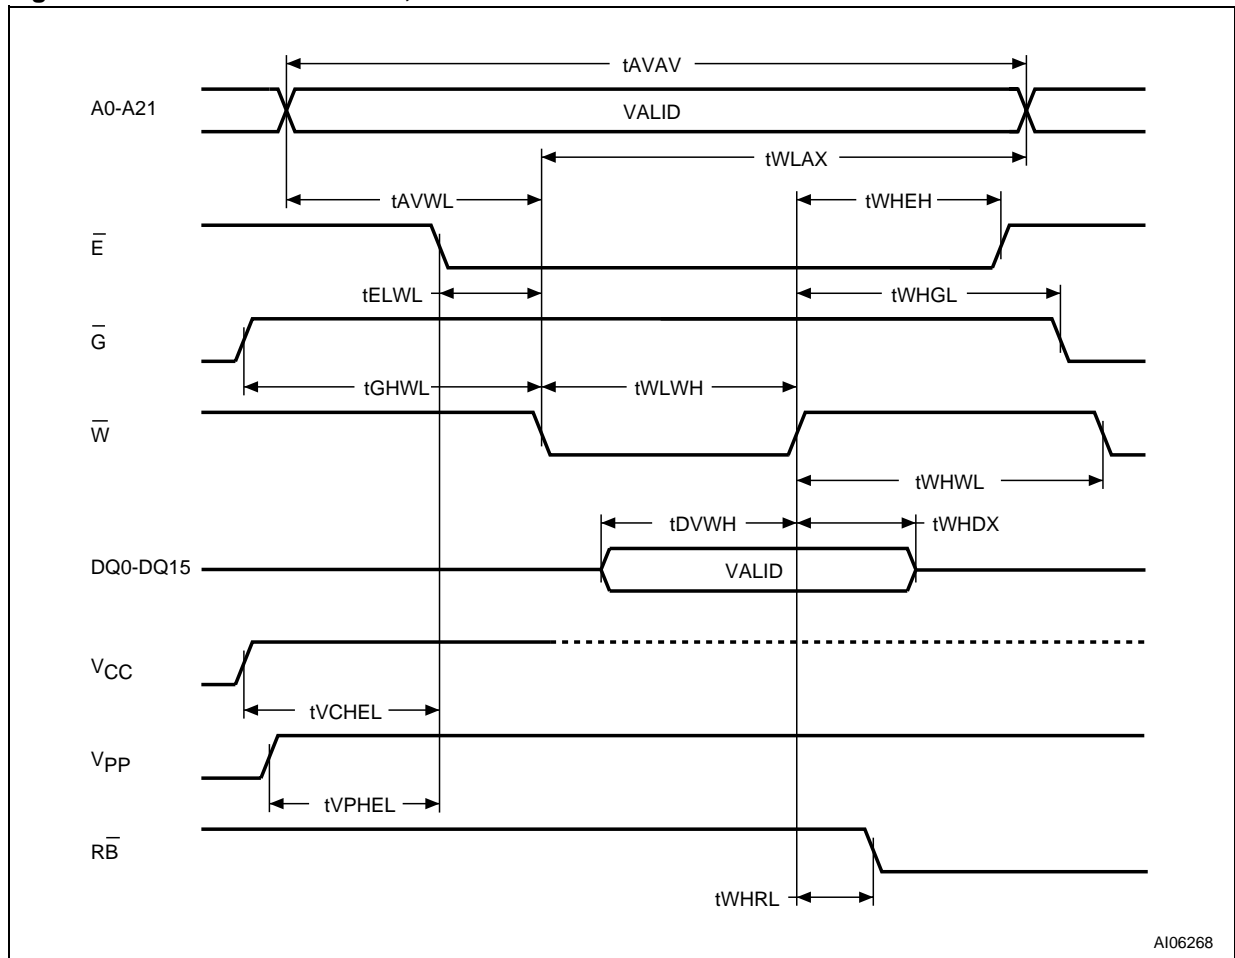 tAVAV
A0-A21
VALID
tWLAX
tAVWL
tWHEH
E̅
tELWL
tWHGL
G̅
tGHWL
tWLWH
W̅
tWHWL
tDVWH
tWHDX
DQ0-DQ15
VALID
VCC
tVCHEL
VPP
tVPHEL
RB̅
tWHRL
AI06268